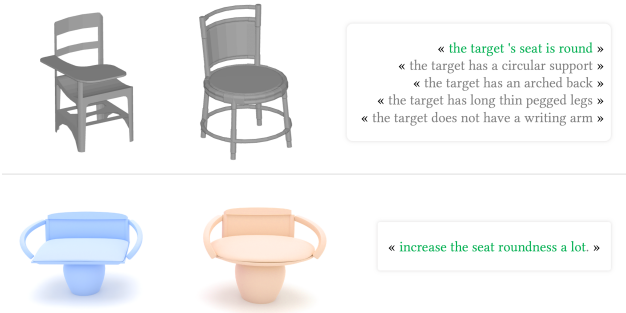 « the target 's seat is round »
« the target has a circular support »
« the target has an arched back »
« the target has long thin pegged legs »
« the target does not have a writing arm »
« increase the seat roundness a lot. »